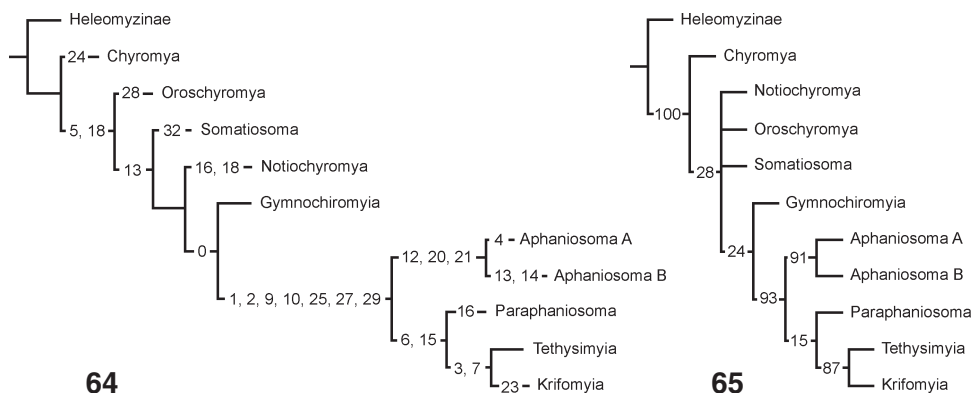 Heleomyzinae
24 Chyromya
28 Oroschyromya
5, 18
32 Somatiosoma
13
16, 18 Notiochyromya
Gymnochiromyia
0
4 Aphaniosoma A
12, 20, 21
13, 14 Aphaniosoma B
1, 2, 9, 10, 25, 27, 29
16 Paraphaniosoma
6, 15
Tethysimyia
3, 7
23 Krifomyia
64
Heleomyzinae
Chyromya
Notiochyromya
100
Oroschyromya
Somatiosoma
28
Gymnochiromyia
Aphaniosoma A
24
91
Aphaniosoma B
93
Paraphaniosoma
15
Tethysimyia
87
Krifomyia
65